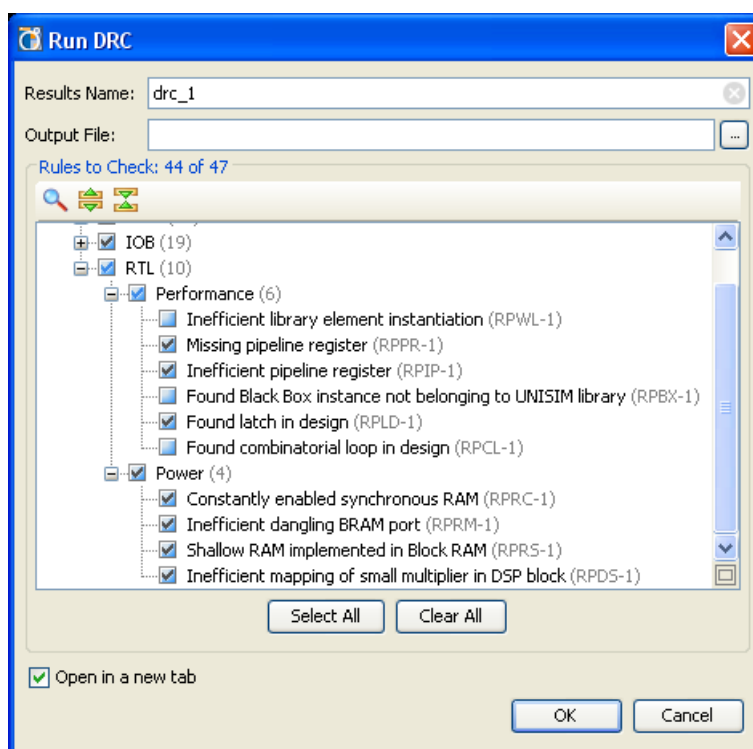 Run DRC
Results Name: drc_1
Output File: ...
Rules to Check: 44 of 47
IOB (19)
RTL (10)
Performance (6)
Inefficient library element instantiation (RPWL-1)
Missing pipeline register (RPPR-1)
Inefficient pipeline register (RPIP-1)
Found Black Box instance not belonging to UNISIM library (RPBX-1)
Found latch in design (RPLD-1)
Found combinatorial loop in design (RPCL-1)
Power (4)
Constantly enabled synchronous RAM (RPRC-1)
Inefficient dangling BRAM port (RPRM-1)
Shallow RAM implemented in Block RAM (RPRS-1)
Inefficient mapping of small multiplier in DSP block (RPDS-1)
Select All Clear All
Open in a new tab
OK Cancel